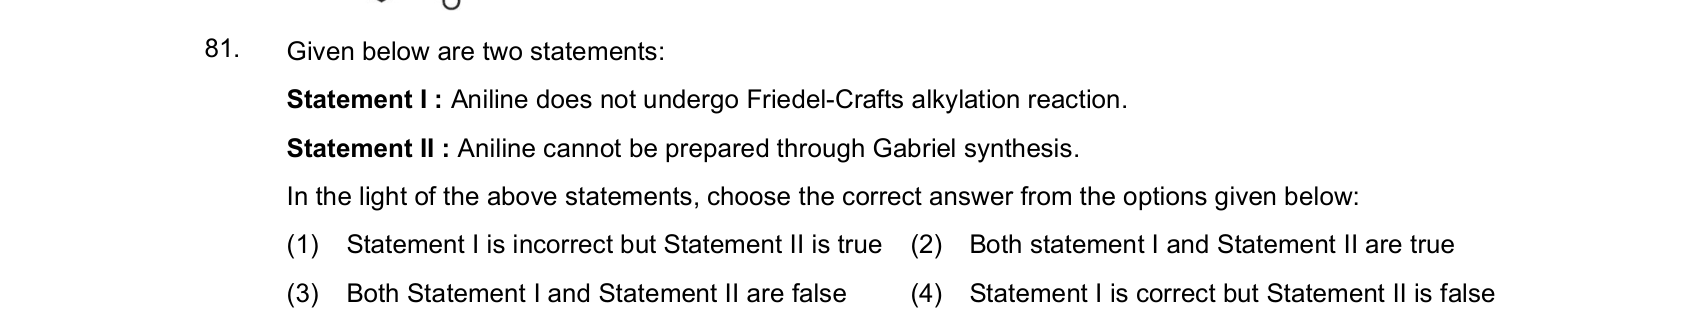 81. Given below are two statements:
Statement I : Aniline does not undergo Friedel-Crafts alkylation reaction.
Statement II : Aniline cannot be prepared through Gabriel synthesis.
In the light of the above statements, choose the correct answer from the options given below:
(1) Statement I is incorrect but Statement II is true (2) Both statement I and Statement II are true
(3) Both Statement I and Statement II are false (4) Statement I is correct but Statement II is false